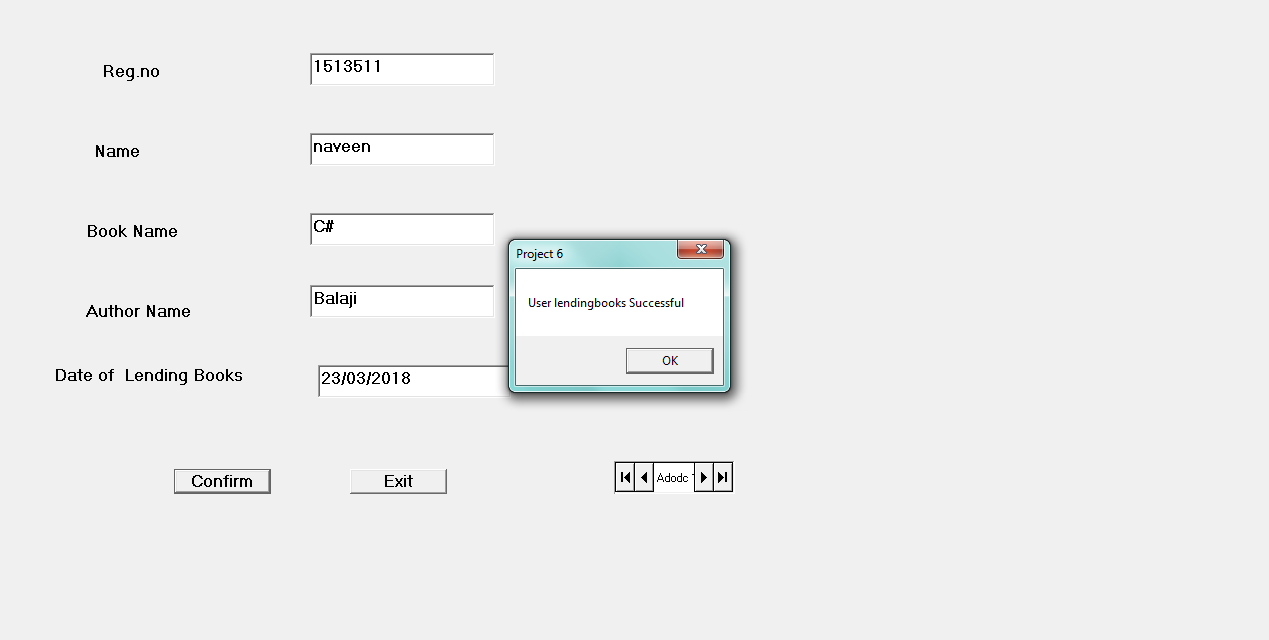 Reg.no
1513511
Name
naveen
Book Name
C#
Author Name
Balaji
Date of Lending Books
23/03/2018
Project 6
User lendingbooks Successful
OK
Confirm
Exit
Adodc